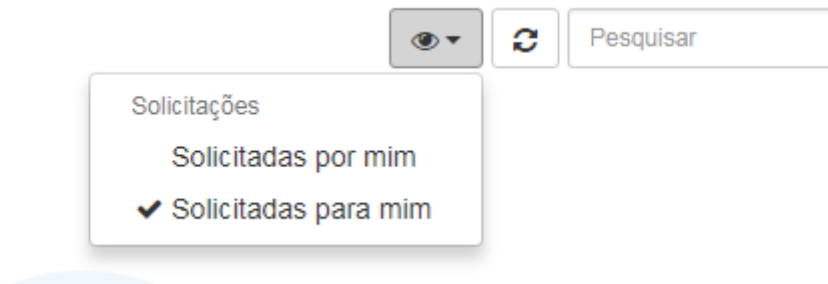 Pesquisar
Solicitações
Solicitadas por mim
Solicitadas para mim